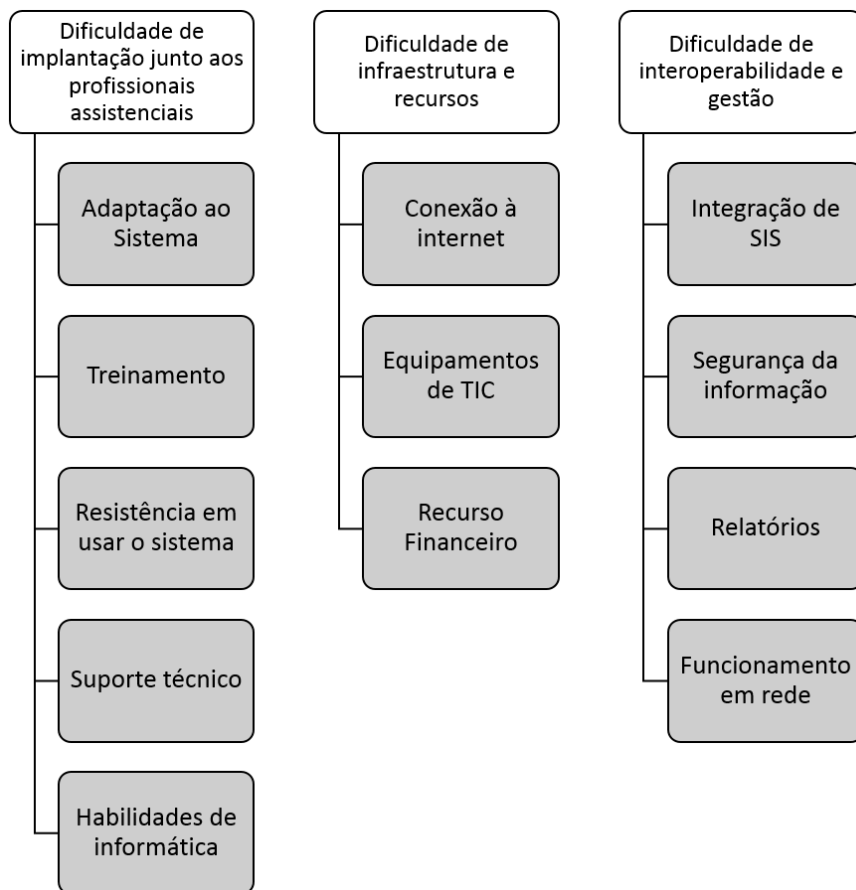 Dificuldade de
implantação junto aos
profissionais
assistenciais
Adaptação ao
Sistema
Treinamento
Resistência em
usar o sistema
Suporte técnico
Habilidades de
informática
Dificuldade de
infraestrutura e
recursos
Conexão à
internet
Equipamentos
de TIC
Recurso
Financeiro
Dificuldade de
interoperabilidade e
gestão
Integração de
SIS
Segurança da
informação
Relatórios
Funcionamento
em rede